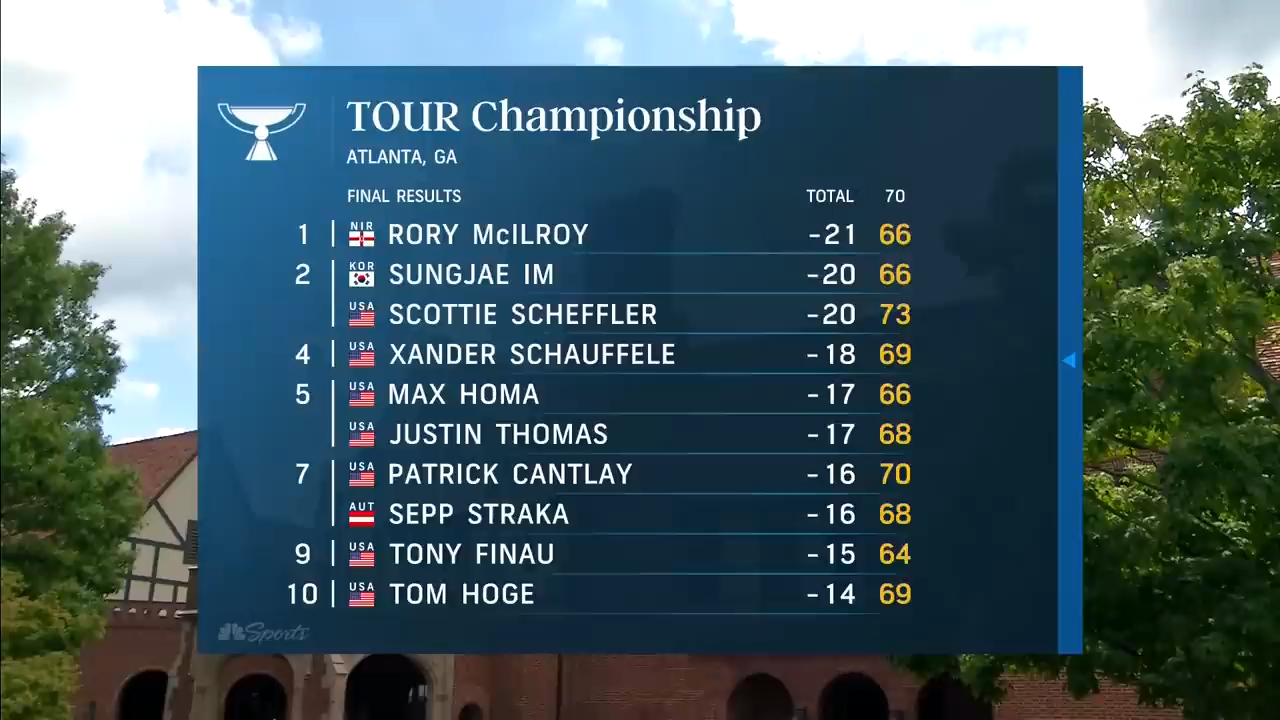 TOUR Championship
ATLANTA, GA
FINAL RESULTS TOTAL 70
1 NIR RORY McILROY -21 66
2 KOR SUNGJAE IM -20 66
USA SCOTTIE SCHEFFLER -20 73
4 USA XANDER SCHAUFFELE -18 69
5 USA MAX HOMA -17 66
USA JUSTIN THOMAS -17 68
7 USA PATRICK CANTLAY -16 70
AUT SEPP STRAKA -16 68
9 USA TONY FINAU -15 64
10 USA TOM HOGE -14 69
Sports